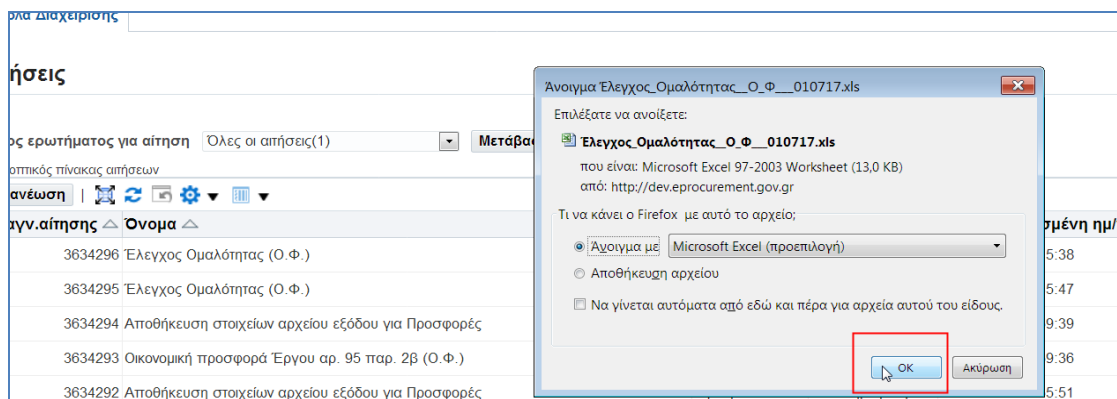 Διαχείρισης
Άνοιγμα Έλεγχος_Ομαλότητας__Ο_Φ___010717.xls
Επιλέξατε να ανοίξετε:
Έλεγχος_Ομαλότητας__Ο_Φ___010717.xls
που είναι: Microsoft Excel 97-2003 Worksheet (13,0 KB)
από: http://dev.eprocurement.gov.gr
Τι να κάνει ο Firefox με αυτό το αρχείο;
Άνοιγμα με Microsoft Excel (προεπιλογή)
Αποθήκευση αρχείου
Να γίνεται αυτόματα από εδώ και πέρα για αρχεία αυτού του είδους.
OK Ακύρωση
ήσεις
ος ερωτήματος για αίτηση Όλες οι αιτήσεις(1) Μετάβασ
οπτικός πίνακας αιτήσεων
ανέωση
αγν.αίτησης Όνομα σμένη ημ/
3634296 Έλεγχος Ομαλότητας (Ο.Φ.) 5:38
3634295 Έλεγχος Ομαλότητας (Ο.Φ.) 5:47
3634294 Αποθήκευση στοιχείων αρχείου εξόδου για Προσφορές 9:39
3634293 Οικονομική προσφορά Έργου αρ. 95 παρ. 2β (Ο.Φ.) 9:36
3634292 Αποθήκευση στοιχείων αρχείου εξόδου για Προσφορές 5:51